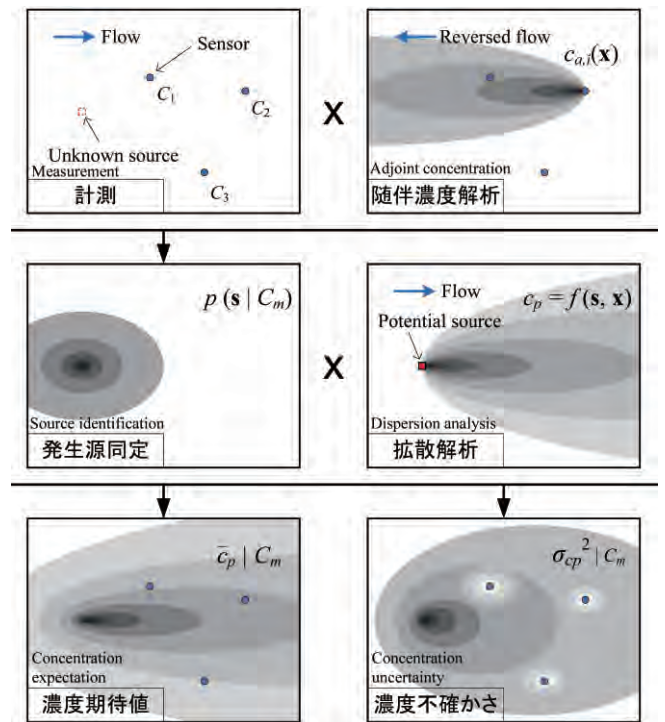 Flow
Sensor
C1
C2
Unknown source
C3
Measurement
計測
X
Reversed flow
ca,i(x)
Adjoint concentration
随伴濃度解析
p (s | Cm)
Source identification
発生源同定
X
Flow
cp = f(s, x)
Potential source
Dispersion analysis
拡散解析
c̄p | Cm
Concentration
expectation
濃度期待値
σcp² | Cm
Concentration
uncertainty
濃度不確かさ